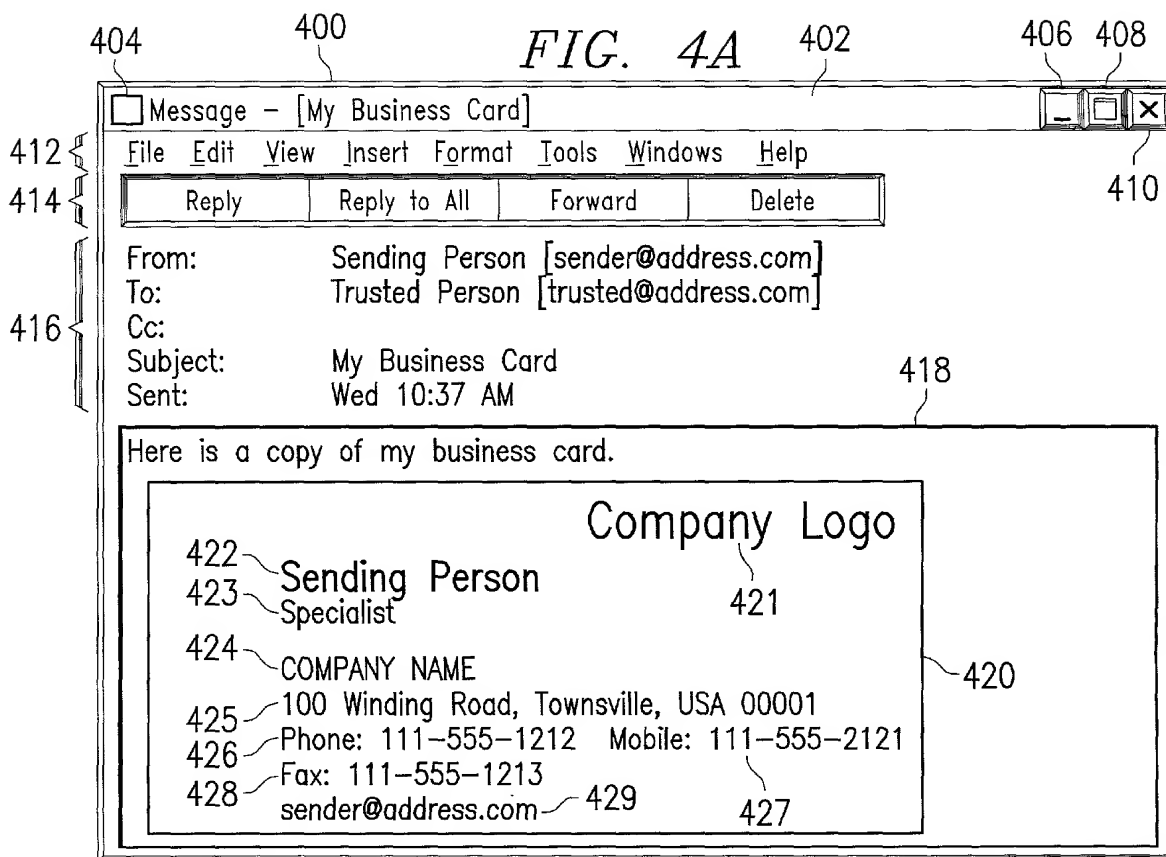 404 400 FIG. 4A 402 406 408
Message – [My Business Card]
412 File Edit View Insert Format Tools Windows Help
410
414 Reply Reply to All Forward Delete
From: Sending Person [sender@address.com]
To: Trusted Person [trusted@address.com]
416 Cc:
Subject: My Business Card
418
Sent: Wed 10:37 AM
Here is a copy of my business card.
Company Logo
422 Sending Person
421
423 Specialist
424 COMPANY NAME
420
425 100 Winding Road, Townsville, USA 00001
426 Phone: 111–555–1212 Mobile: 111–555–2121
428 Fax: 111–555–1213
sender@address.com 429 427